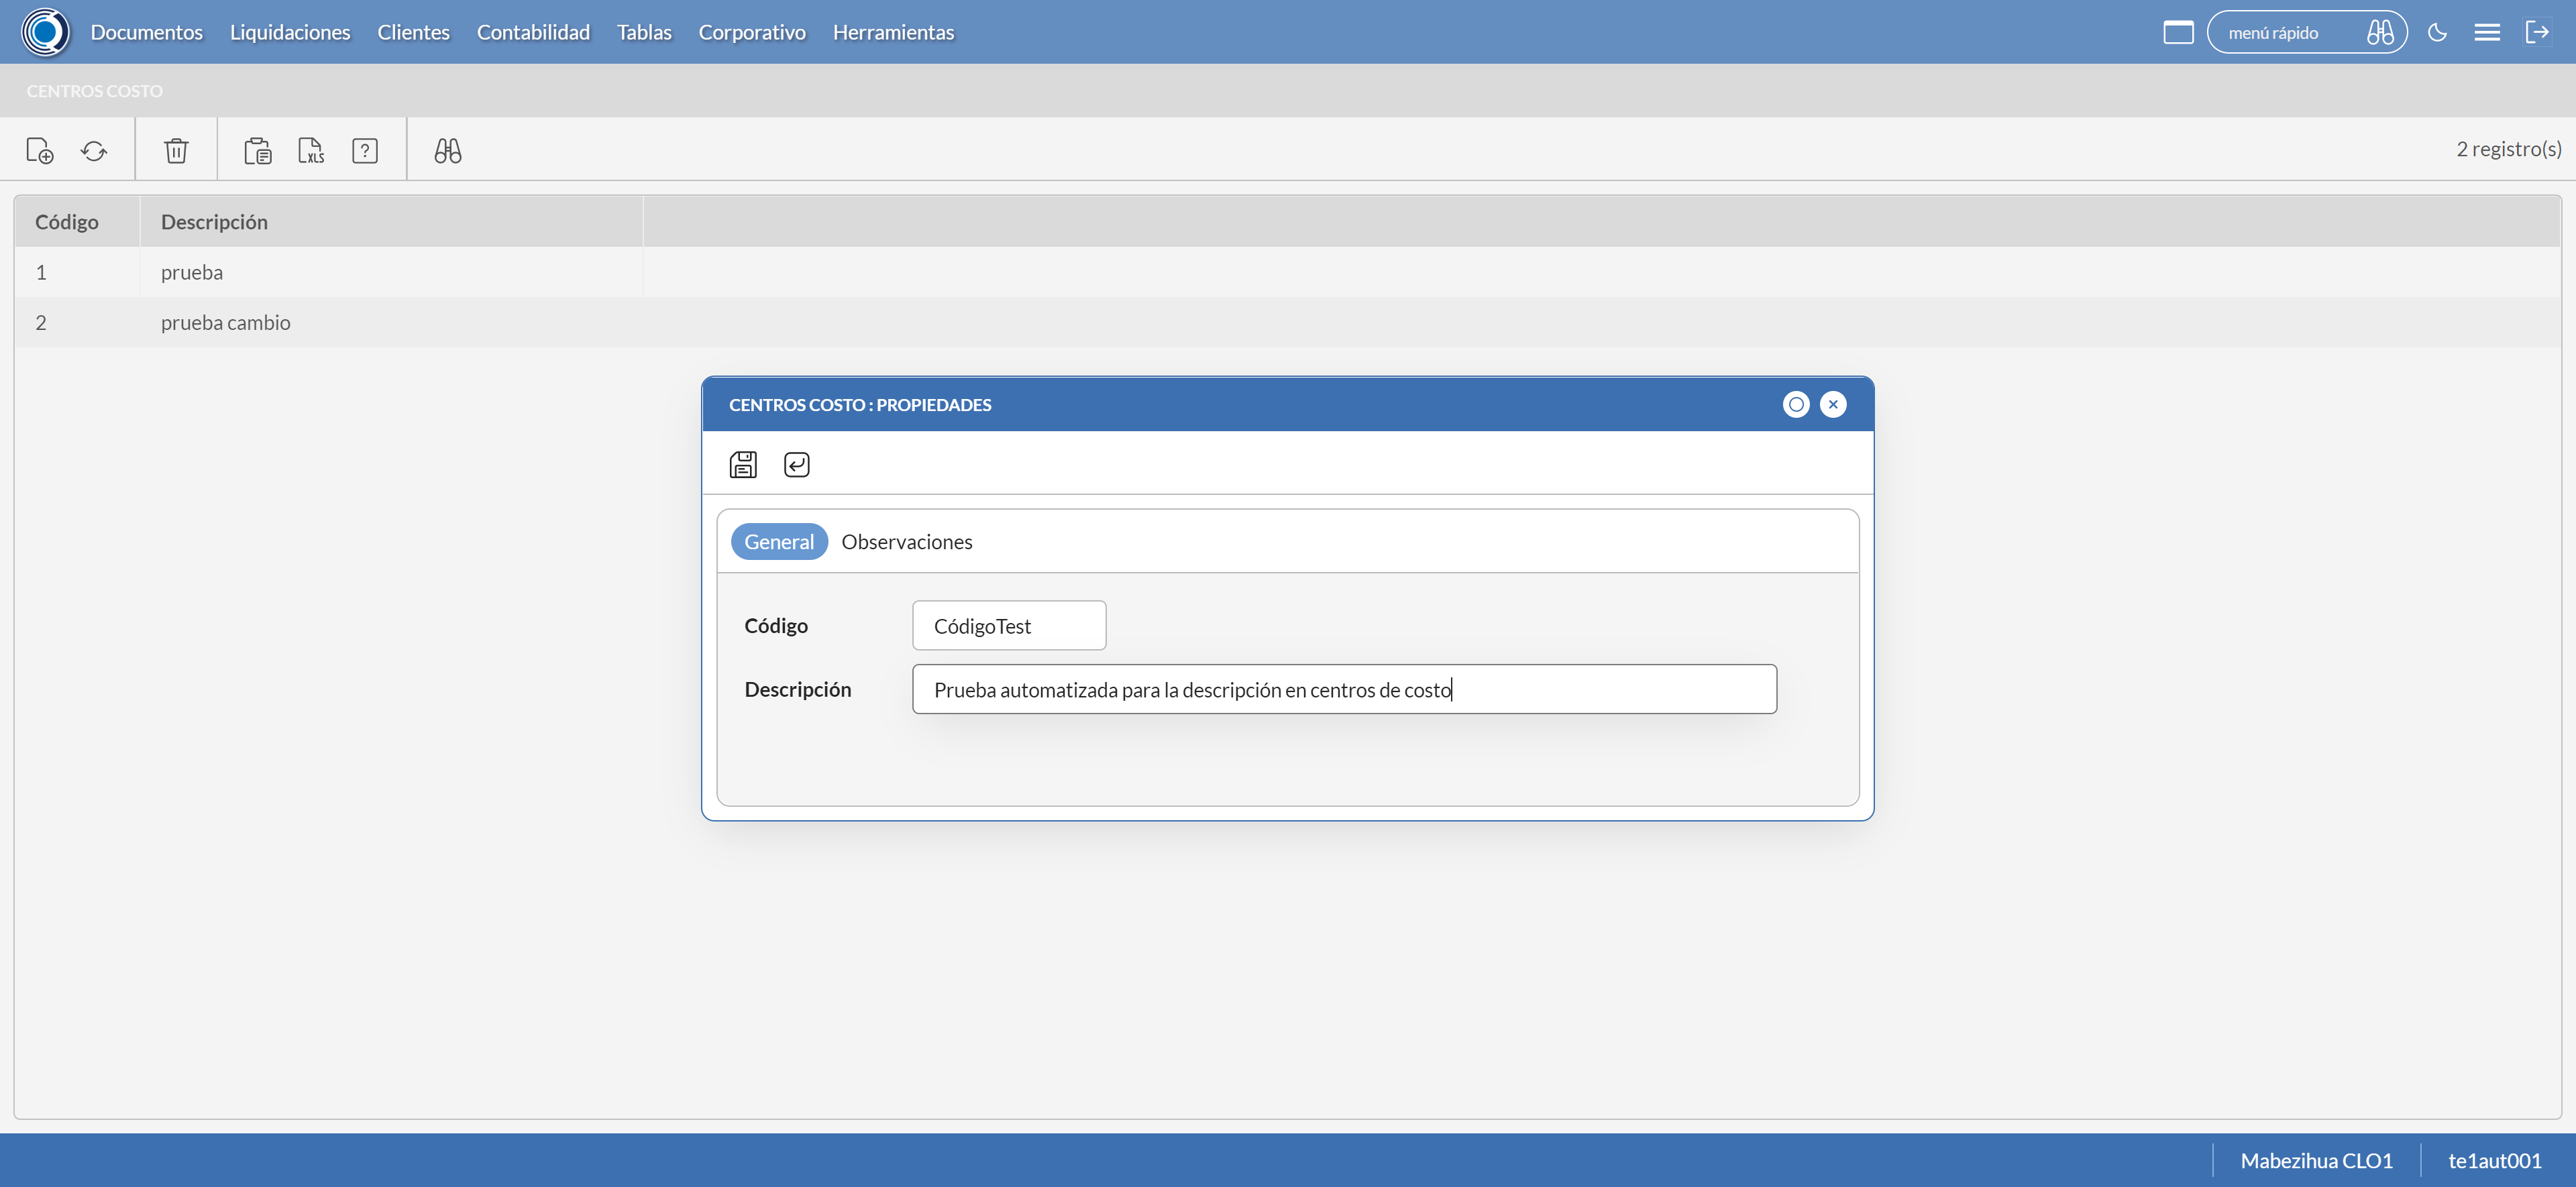 Documentos Liquidaciones Clientes Contabilidad Tablas Corporativo Herramientas menú rápido
CENTROS COSTO
XLS ? 2 registro(s)
Código Descripción
1 prueba
2 prueba cambio
CENTROS COSTO : PROPIEDADES
General Observaciones
Código CódigoTest
Descripción Prueba automatizada para la descripción en centros de costo
Mabezihua CLO1 te1aut001